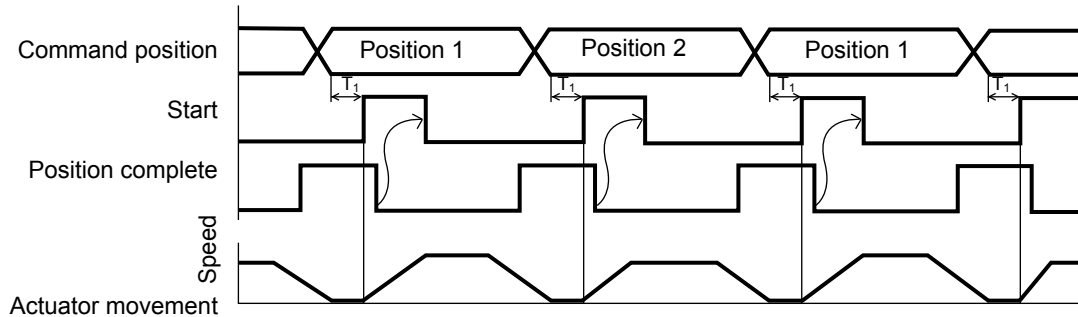 Command position
Position 1
Position 2
Position 1
T₁
T₁
T₁
T₁
Start
Position complete
Speed
Actuator movement